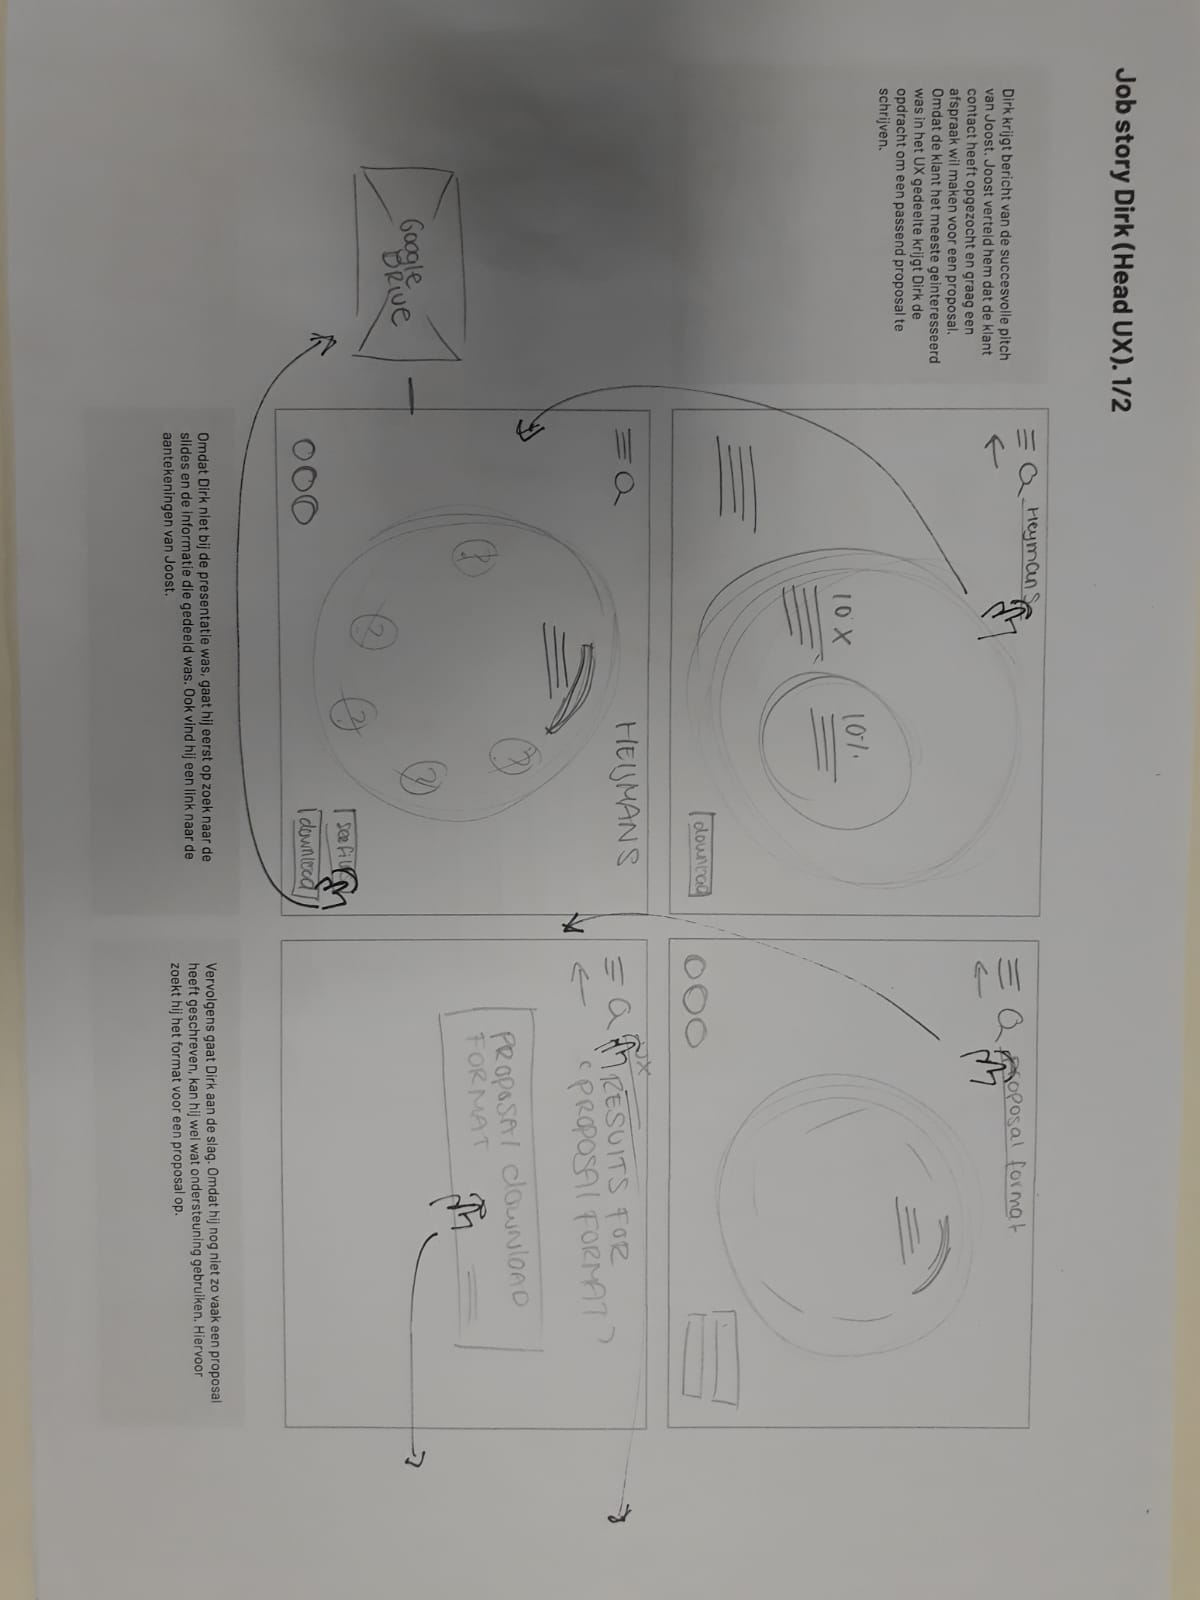 Job story Dirk (Head UX). 1/2
Dirk krijgt bericht van de succesvolle pitch
van Joost. Joost verteld hem dat de klant
contact heeft opgezocht en graag een
afspraak wil maken voor een proposal.
Omdat de klant het meeste geinteresseerd
was in het UX gedeelte krijgt Dirk de
opdracht om een passend proposal te
schrijven.
Heymans
10 X
10%
download
proposal format
GOOGLE
DRIVE
HEIJMANS
?
?
?
?
?
see file
download
X
RESUITS FOR
"PROPOSAl FORMAT"
PROPOSAl dOWNlOAD
FORMAT
Omdat Dirk niet bij de presentatie was, gaat hij eerst op zoek naar de
slides en de informatie die gedeeld was. Ook vind hij een link naar de
aantekeningen van Joost.
Vervolgens gaat Dirk aan de slag. Omdat hij nog niet zo vaak een proposal
heeft geschreven, kan hij wel wat ondersteuning gebruiken. Hiervoor
zoekt hij het format voor een proposal op.